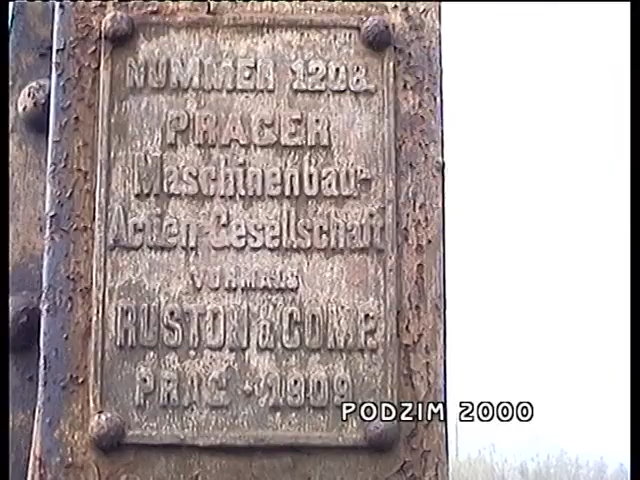 NUMMER 1208.
PRAGER
Maschinenbau-
Actien-Gesellschaft
VORMALS
RUSTON & COMP.
PRAG - 1909
PODZIM 2000